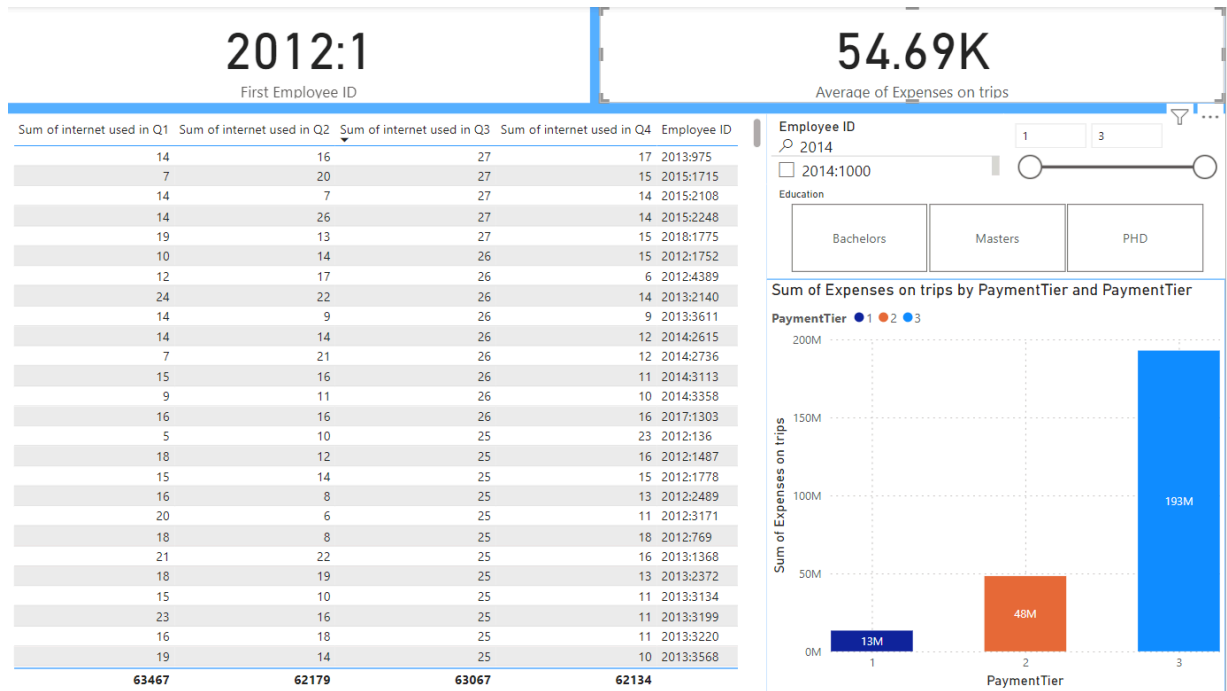 2012:1
First Employee ID
54.69K
Average of Expenses on trips
Sum of internet used in Q1 Sum of internet used in Q2 Sum of internet used in Q3 Sum of internet used in Q4 Employee ID
14 16 27 17 2013:975
7 20 27 15 2015:1715
14 7 27 14 2015:2108
14 26 27 14 2015:2248
19 13 27 15 2018:1775
10 14 26 15 2012:1752
12 17 26 6 2012:4389
24 22 26 14 2013:2140
14 9 26 9 2013:3611
14 14 26 12 2014:2615
7 21 26 12 2014:2736
15 16 26 11 2014:3113
9 11 26 10 2014:3358
16 16 26 16 2017:1303
5 10 25 23 2012:136
18 12 25 16 2012:1487
15 14 25 15 2012:1778
16 8 25 13 2012:2489
20 6 25 11 2012:3171
18 8 25 18 2012:769
21 22 25 16 2013:1368
18 19 25 13 2013:2372
15 10 25 11 2013:3134
23 16 25 11 2013:3199
16 18 25 11 2013:3220
19 14 25 10 2013:3568
63467 62179 63067 62134
Employee ID
2014
2014:1000
1 3
Education
Bachelors Masters PHD
Sum of Expenses on trips by PaymentTier and PaymentTier
PaymentTier 1 2 3
Sum of Expenses on trips
200M
150M
100M
50M
0M
13M
48M
193M
1 2 3
PaymentTier